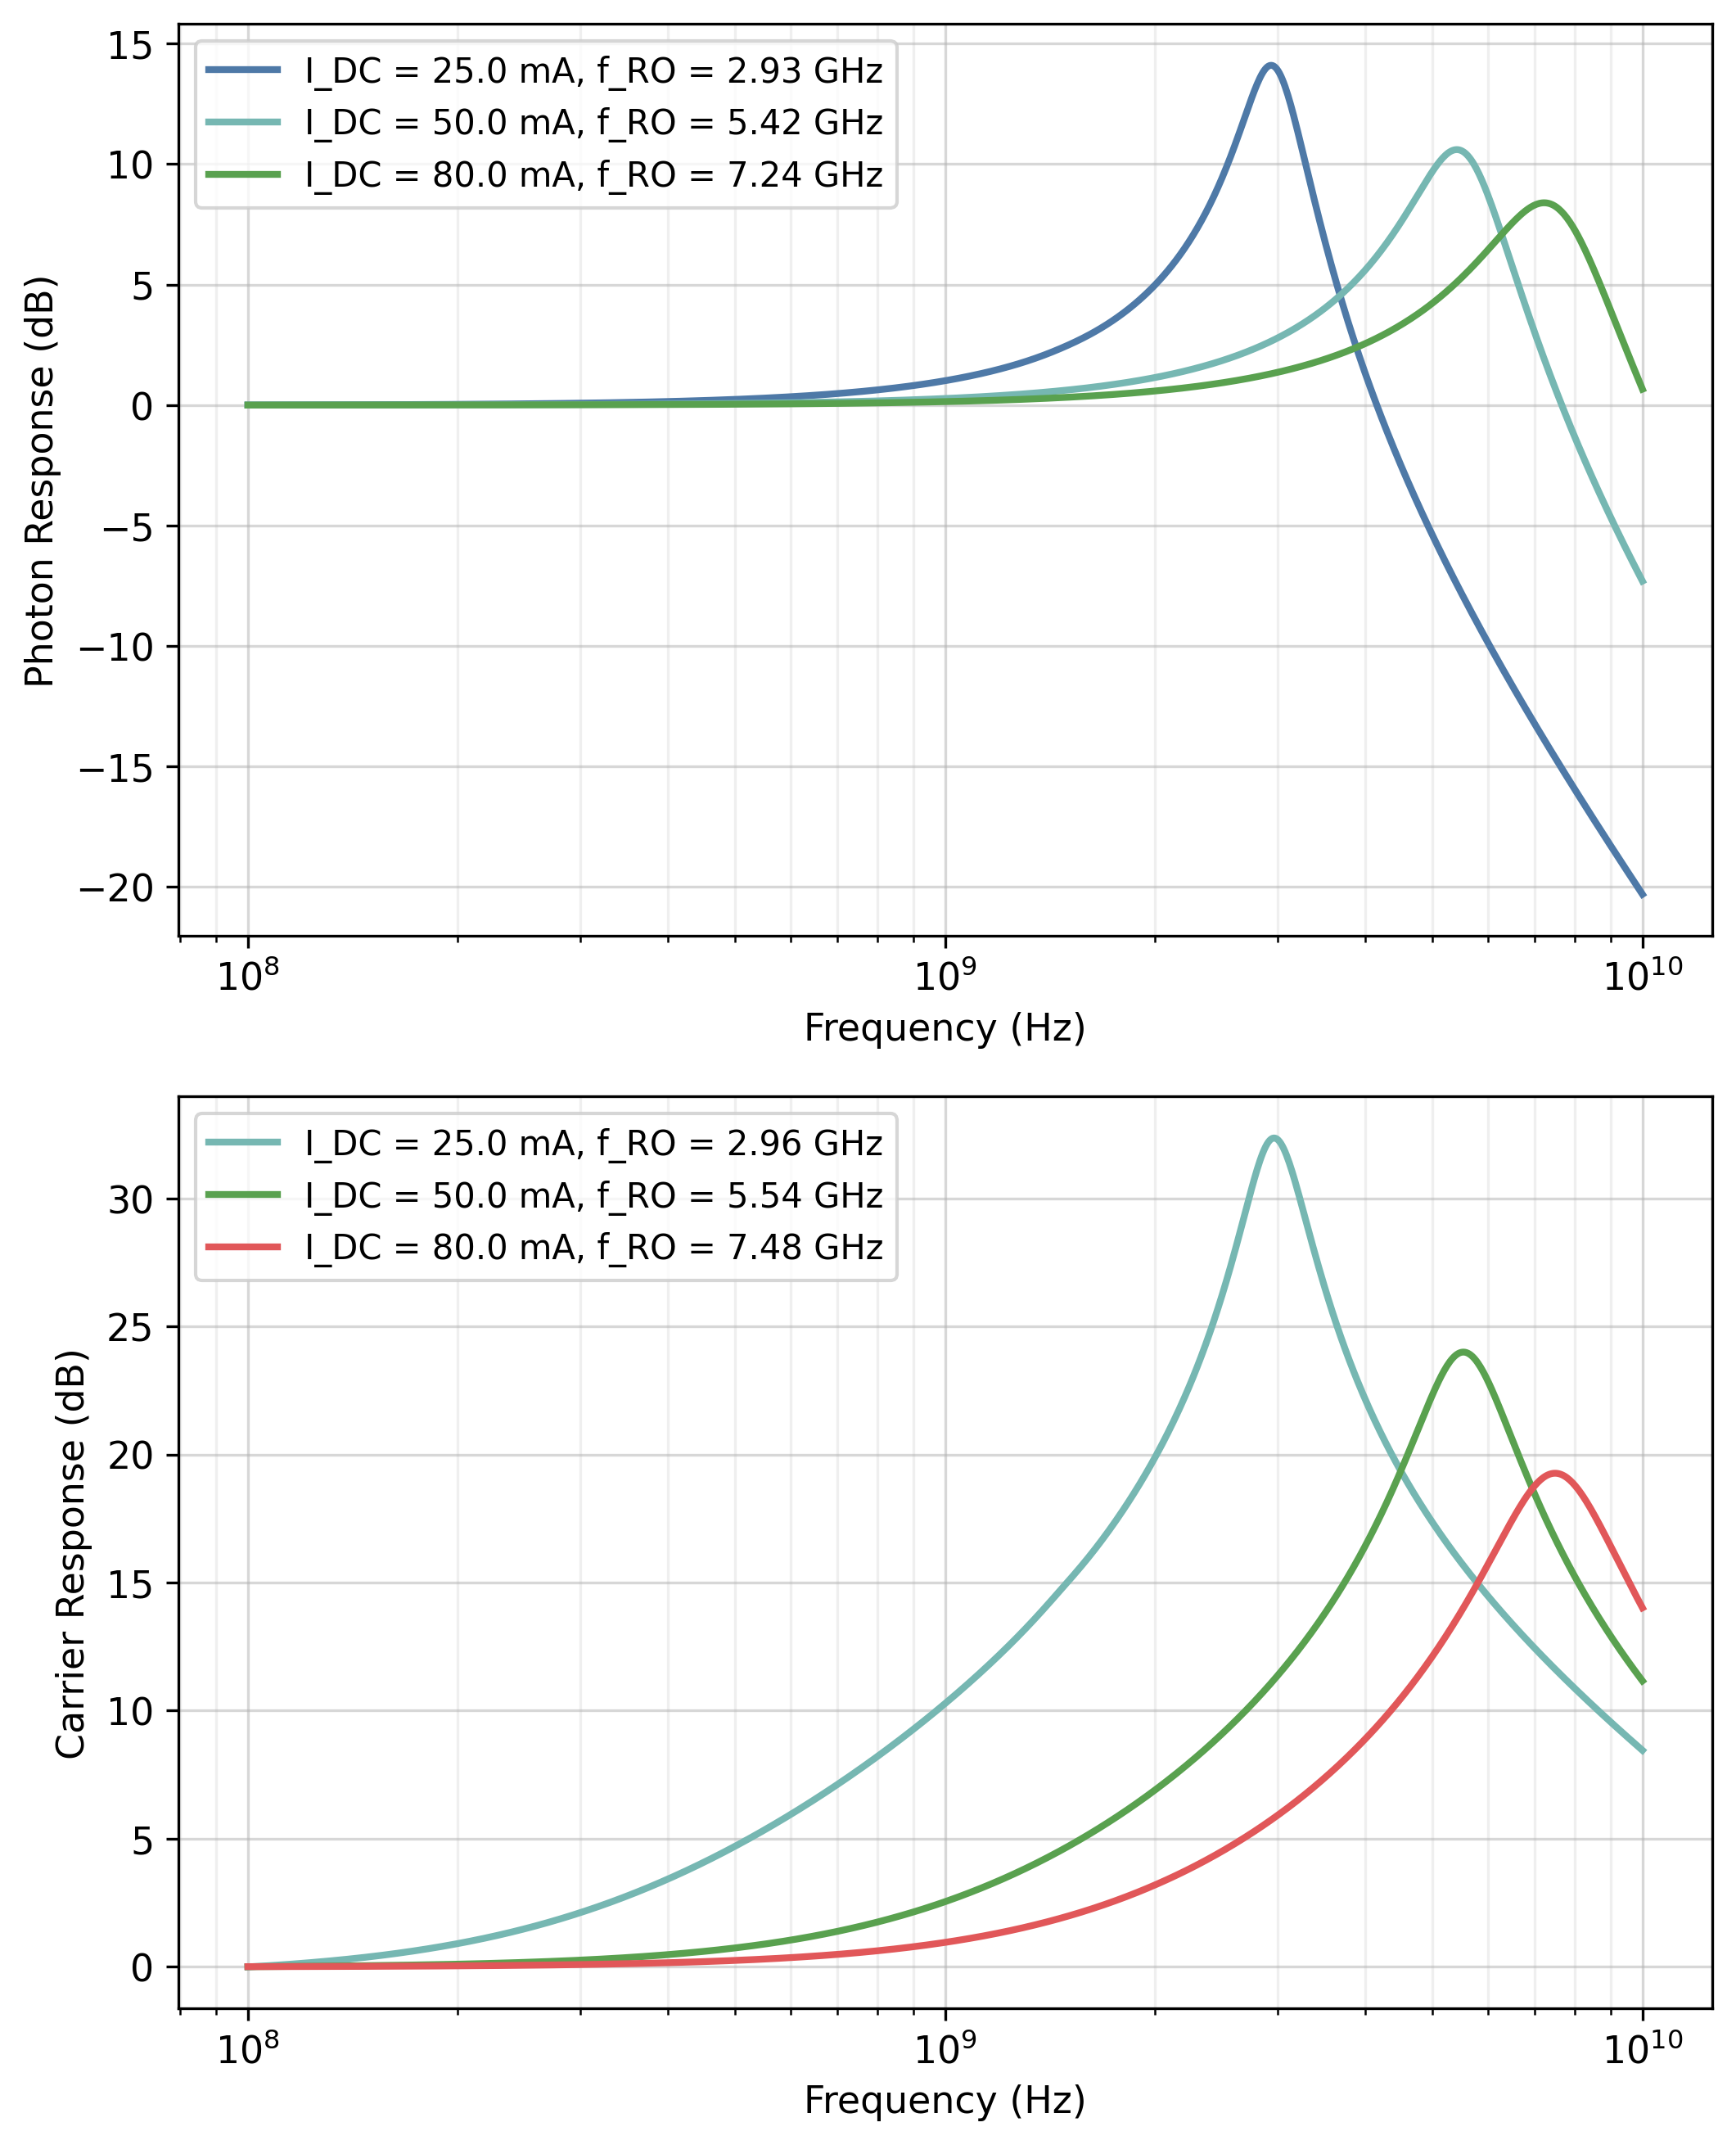 15
10
5
0
−5
−10
−15
−20
Photon Response (dB)
I_DC = 25.0 mA, f_RO = 2.93 GHz
I_DC = 50.0 mA, f_RO = 5.42 GHz
I_DC = 80.0 mA, f_RO = 7.24 GHz
10⁸ 10⁹ 10¹⁰
Frequency (Hz)
30
25
20
15
10
5
0
Carrier Response (dB)
I_DC = 25.0 mA, f_RO = 2.96 GHz
I_DC = 50.0 mA, f_RO = 5.54 GHz
I_DC = 80.0 mA, f_RO = 7.48 GHz
10⁸ 10⁹ 10¹⁰
Frequency (Hz)